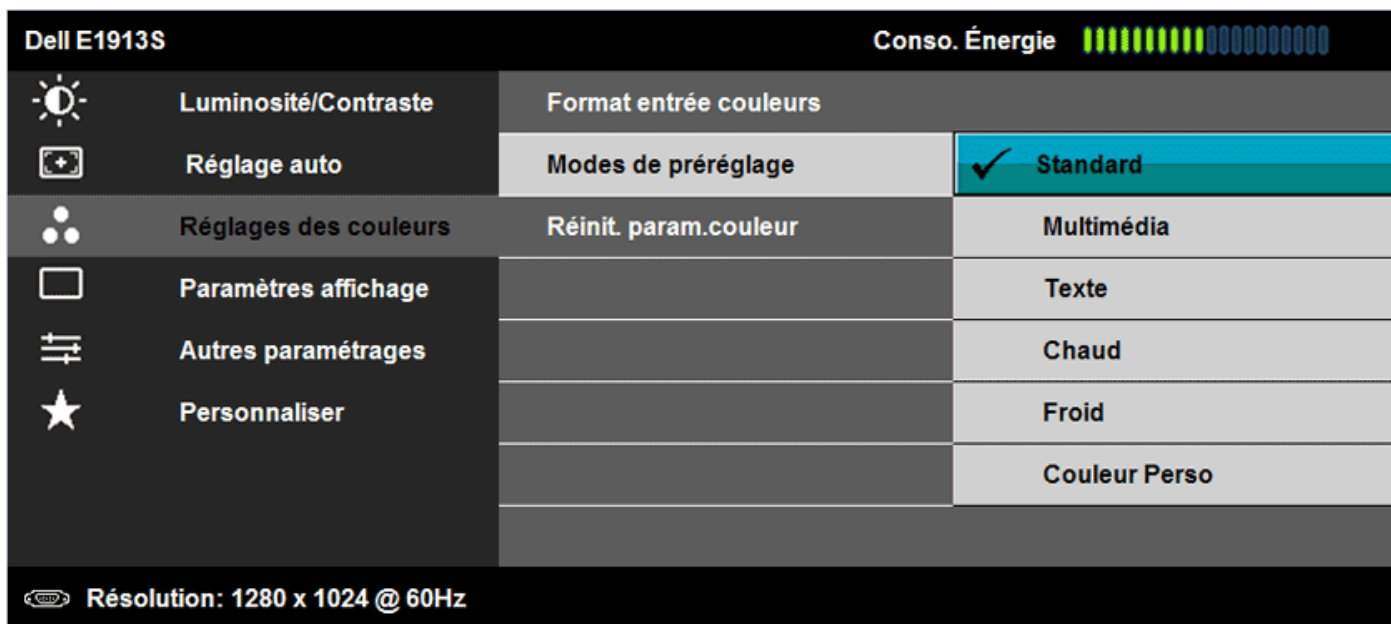 Dell E1913S Conso. Énergie
Luminosité/Contraste Format entrée couleurs
Réglage auto Modes de préréglage Standard
Réglages des couleurs Réinit. param.couleur Multimédia
Paramètres affichage Texte
Autres paramétrages Chaud
Personnaliser Froid
Couleur Perso
Résolution: 1280 x 1024 @ 60Hz